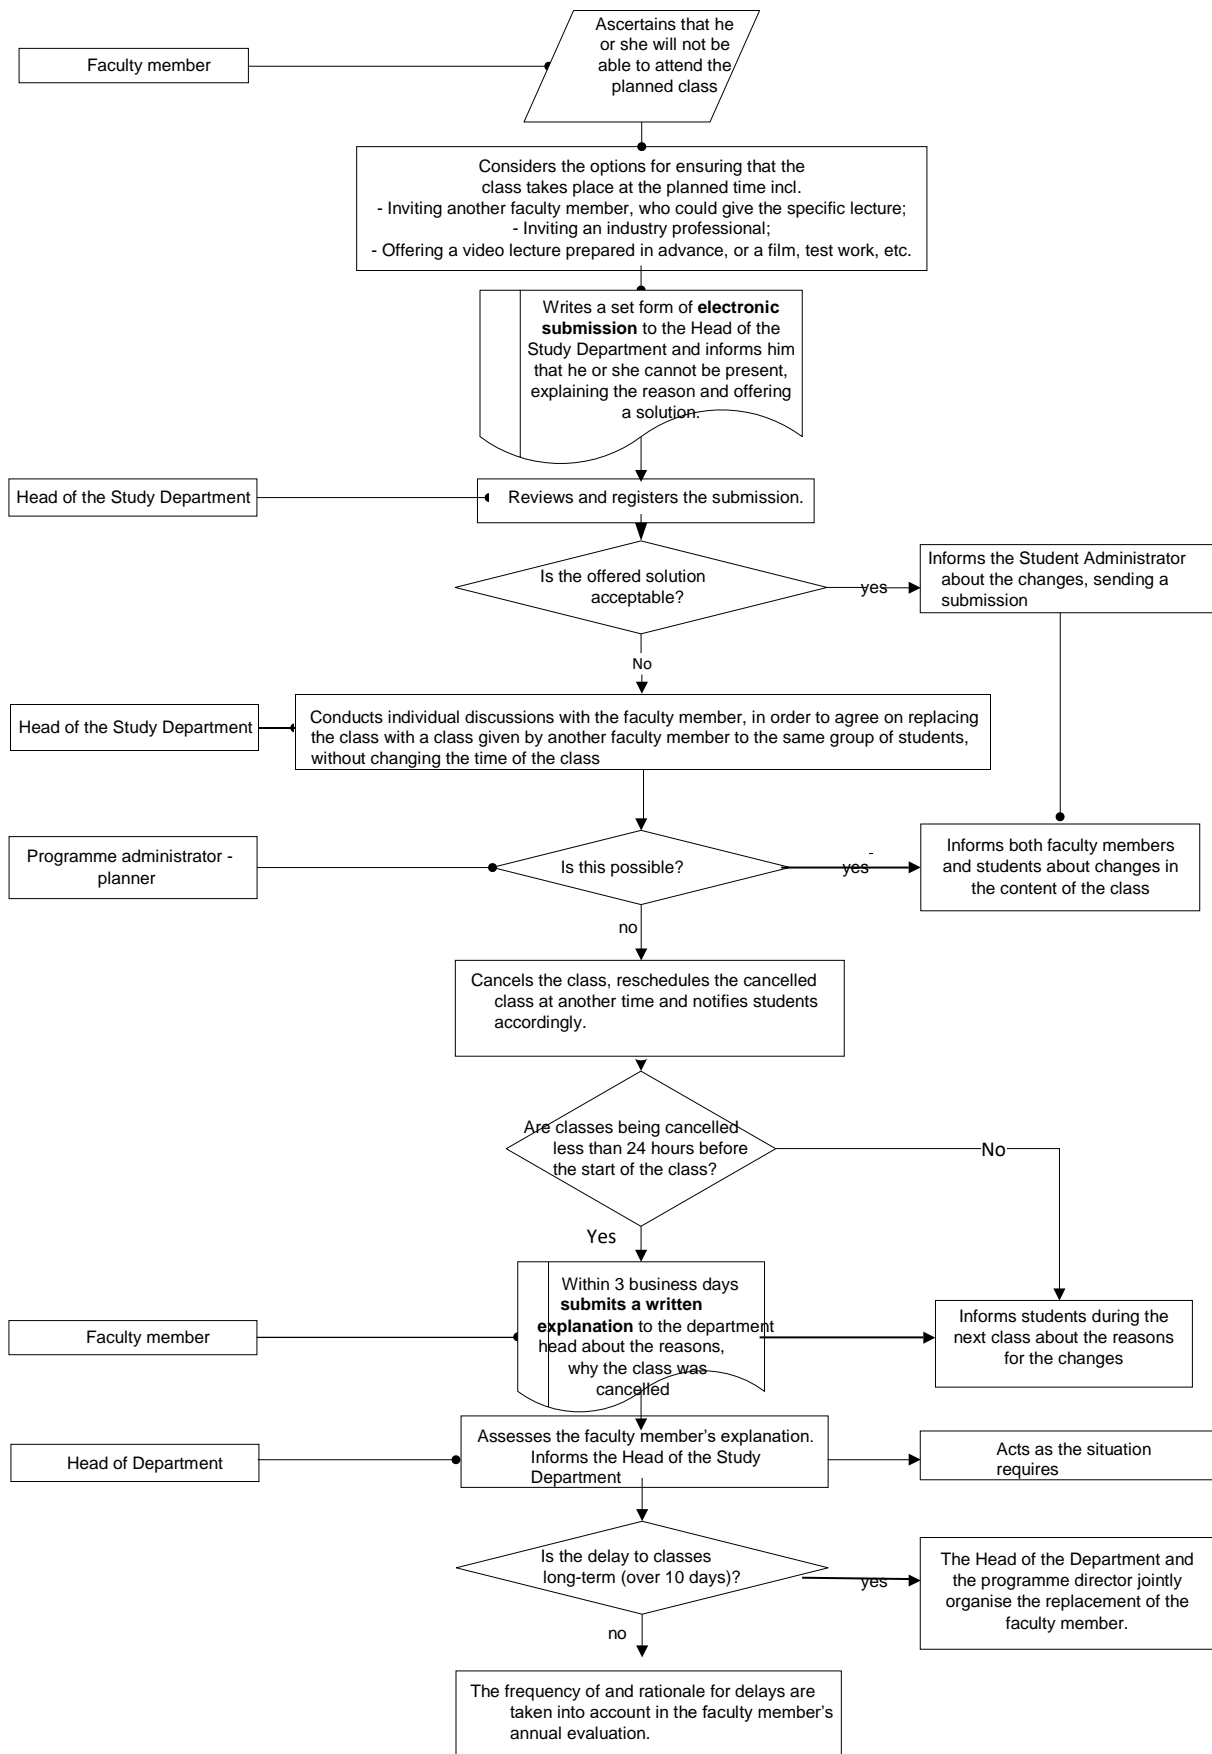 Ascertains that he
or she will not be
able to attend the
planned class
Faculty member
Considers the options for ensuring that the
class takes place at the planned time incl.
- Inviting another faculty member, who could give the specific lecture;
- Inviting an industry professional;
- Offering a video lecture prepared in advance, or a film, test work, etc.
Writes a set form of electronic
submission to the Head of the
Study Department and informs him
that he or she cannot be present,
explaining the reason and offering
a solution.
Head of the Study Department
Reviews and registers the submission.
Is the offered solution
acceptable?
yes
Informs the Student Administrator
about the changes, sending a
submission
No
Head of the Study Department
Conducts individual discussions with the faculty member, in order to agree on replacing
the class with a class given by another faculty member to the same group of students,
without changing the time of the class
Programme administrator -
planner
Is this possible?
yes
Informs both faculty members
and students about changes in
the content of the class
no
Cancels the class, reschedules the cancelled
class at another time and notifies students
accordingly.
Are classes being cancelled
less than 24 hours before
the start of the class?
No
Yes
Within 3 business days
submits a written
explanation to the department
head about the reasons,
why the class was
cancelled
Faculty member
Informs students during the
next class about the reasons
for the changes
Head of Department
Assesses the faculty member's explanation.
Informs the Head of the Study
Department
Acts as the situation
requires
Is the delay to classes
long-term (over 10 days)?
yes
The Head of the Department and
the programme director jointly
organise the replacement of the
faculty member.
no
The frequency of and rationale for delays are
taken into account in the faculty member's
annual evaluation.